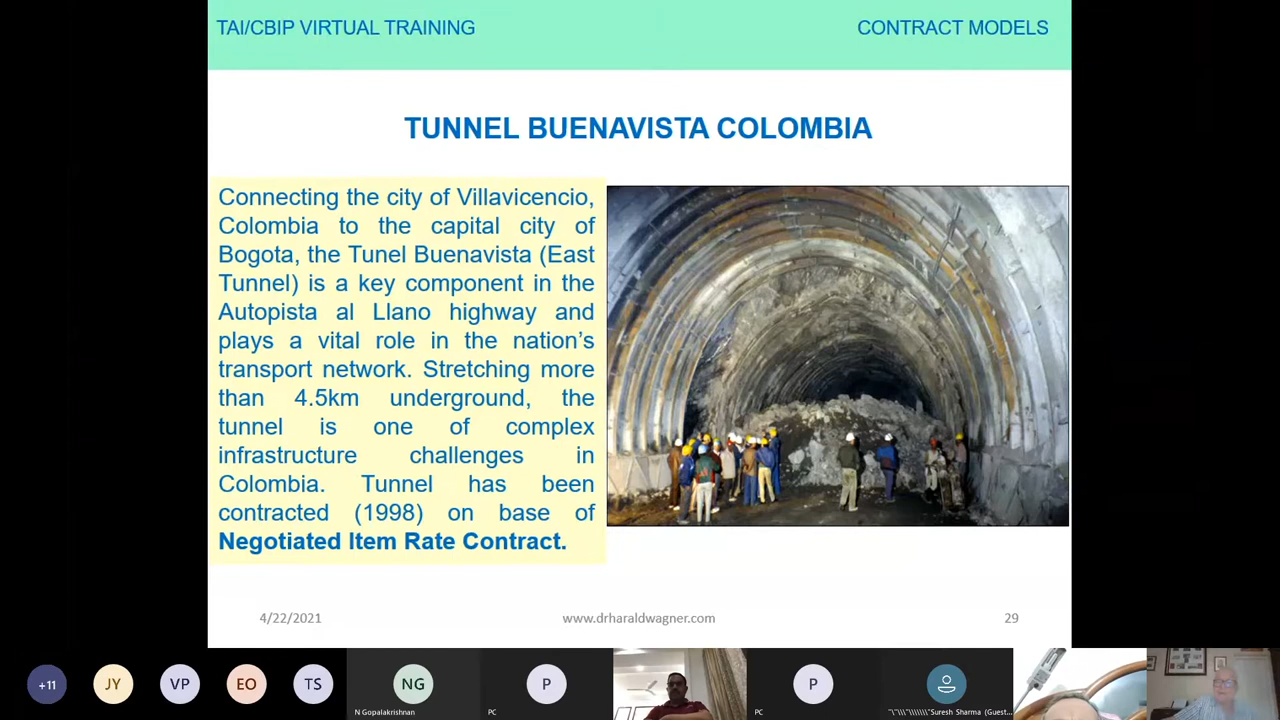 TAI/CBIP VIRTUAL TRAINING
CONTRACT MODELS
TUNNEL BUENAVISTA COLOMBIA
Connecting the city of Villavicencio,
Colombia to the capital city of
Bogota, the Tunel Buenavista (East
Tunnel) is a key component in the
Autopista al Llano highway and
plays a vital role in the nation's
transport network. Stretching more
than 4.5km underground, the
tunnel is one of complex
infrastructure challenges in
Colombia. Tunnel has been
contracted (1998) on base of
Negotiated Item Rate Contract.
4/22/2021
www.drharaldwagner.com
29
+11
JY
VP
EO
TS
NG
N Gopalakrishnan
P
PC
P
PC
Suresh Sharma (Guest...